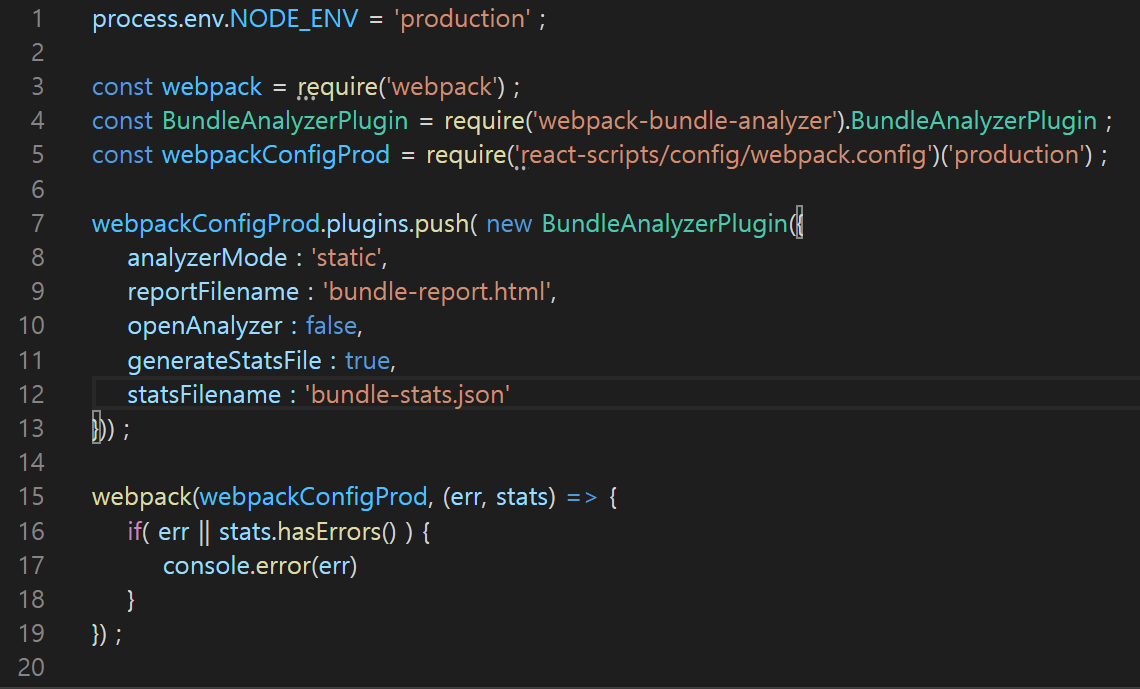 1 process.env.NODE_ENV = 'production' ;
2
3 const webpack = require('webpack') ;
4 const BundleAnalyzerPlugin = require('webpack-bundle-analyzer').BundleAnalyzerPlugin ;
5 const webpackConfigProd = require('react-scripts/config/webpack.config')('production') ;
6
7 webpackConfigProd.plugins.push( new BundleAnalyzerPlugin({
8 analyzerMode : 'static',
9 reportFilename : 'bundle-report.html',
10 openAnalyzer : false,
11 generateStatsFile : true,
12 statsFilename : 'bundle-stats.json'
13 })) ;
14
15 webpack(webpackConfigProd, (err, stats) => {
16 if( err || stats.hasErrors() ) {
17 console.error(err)
18 }
19 }) ;
20